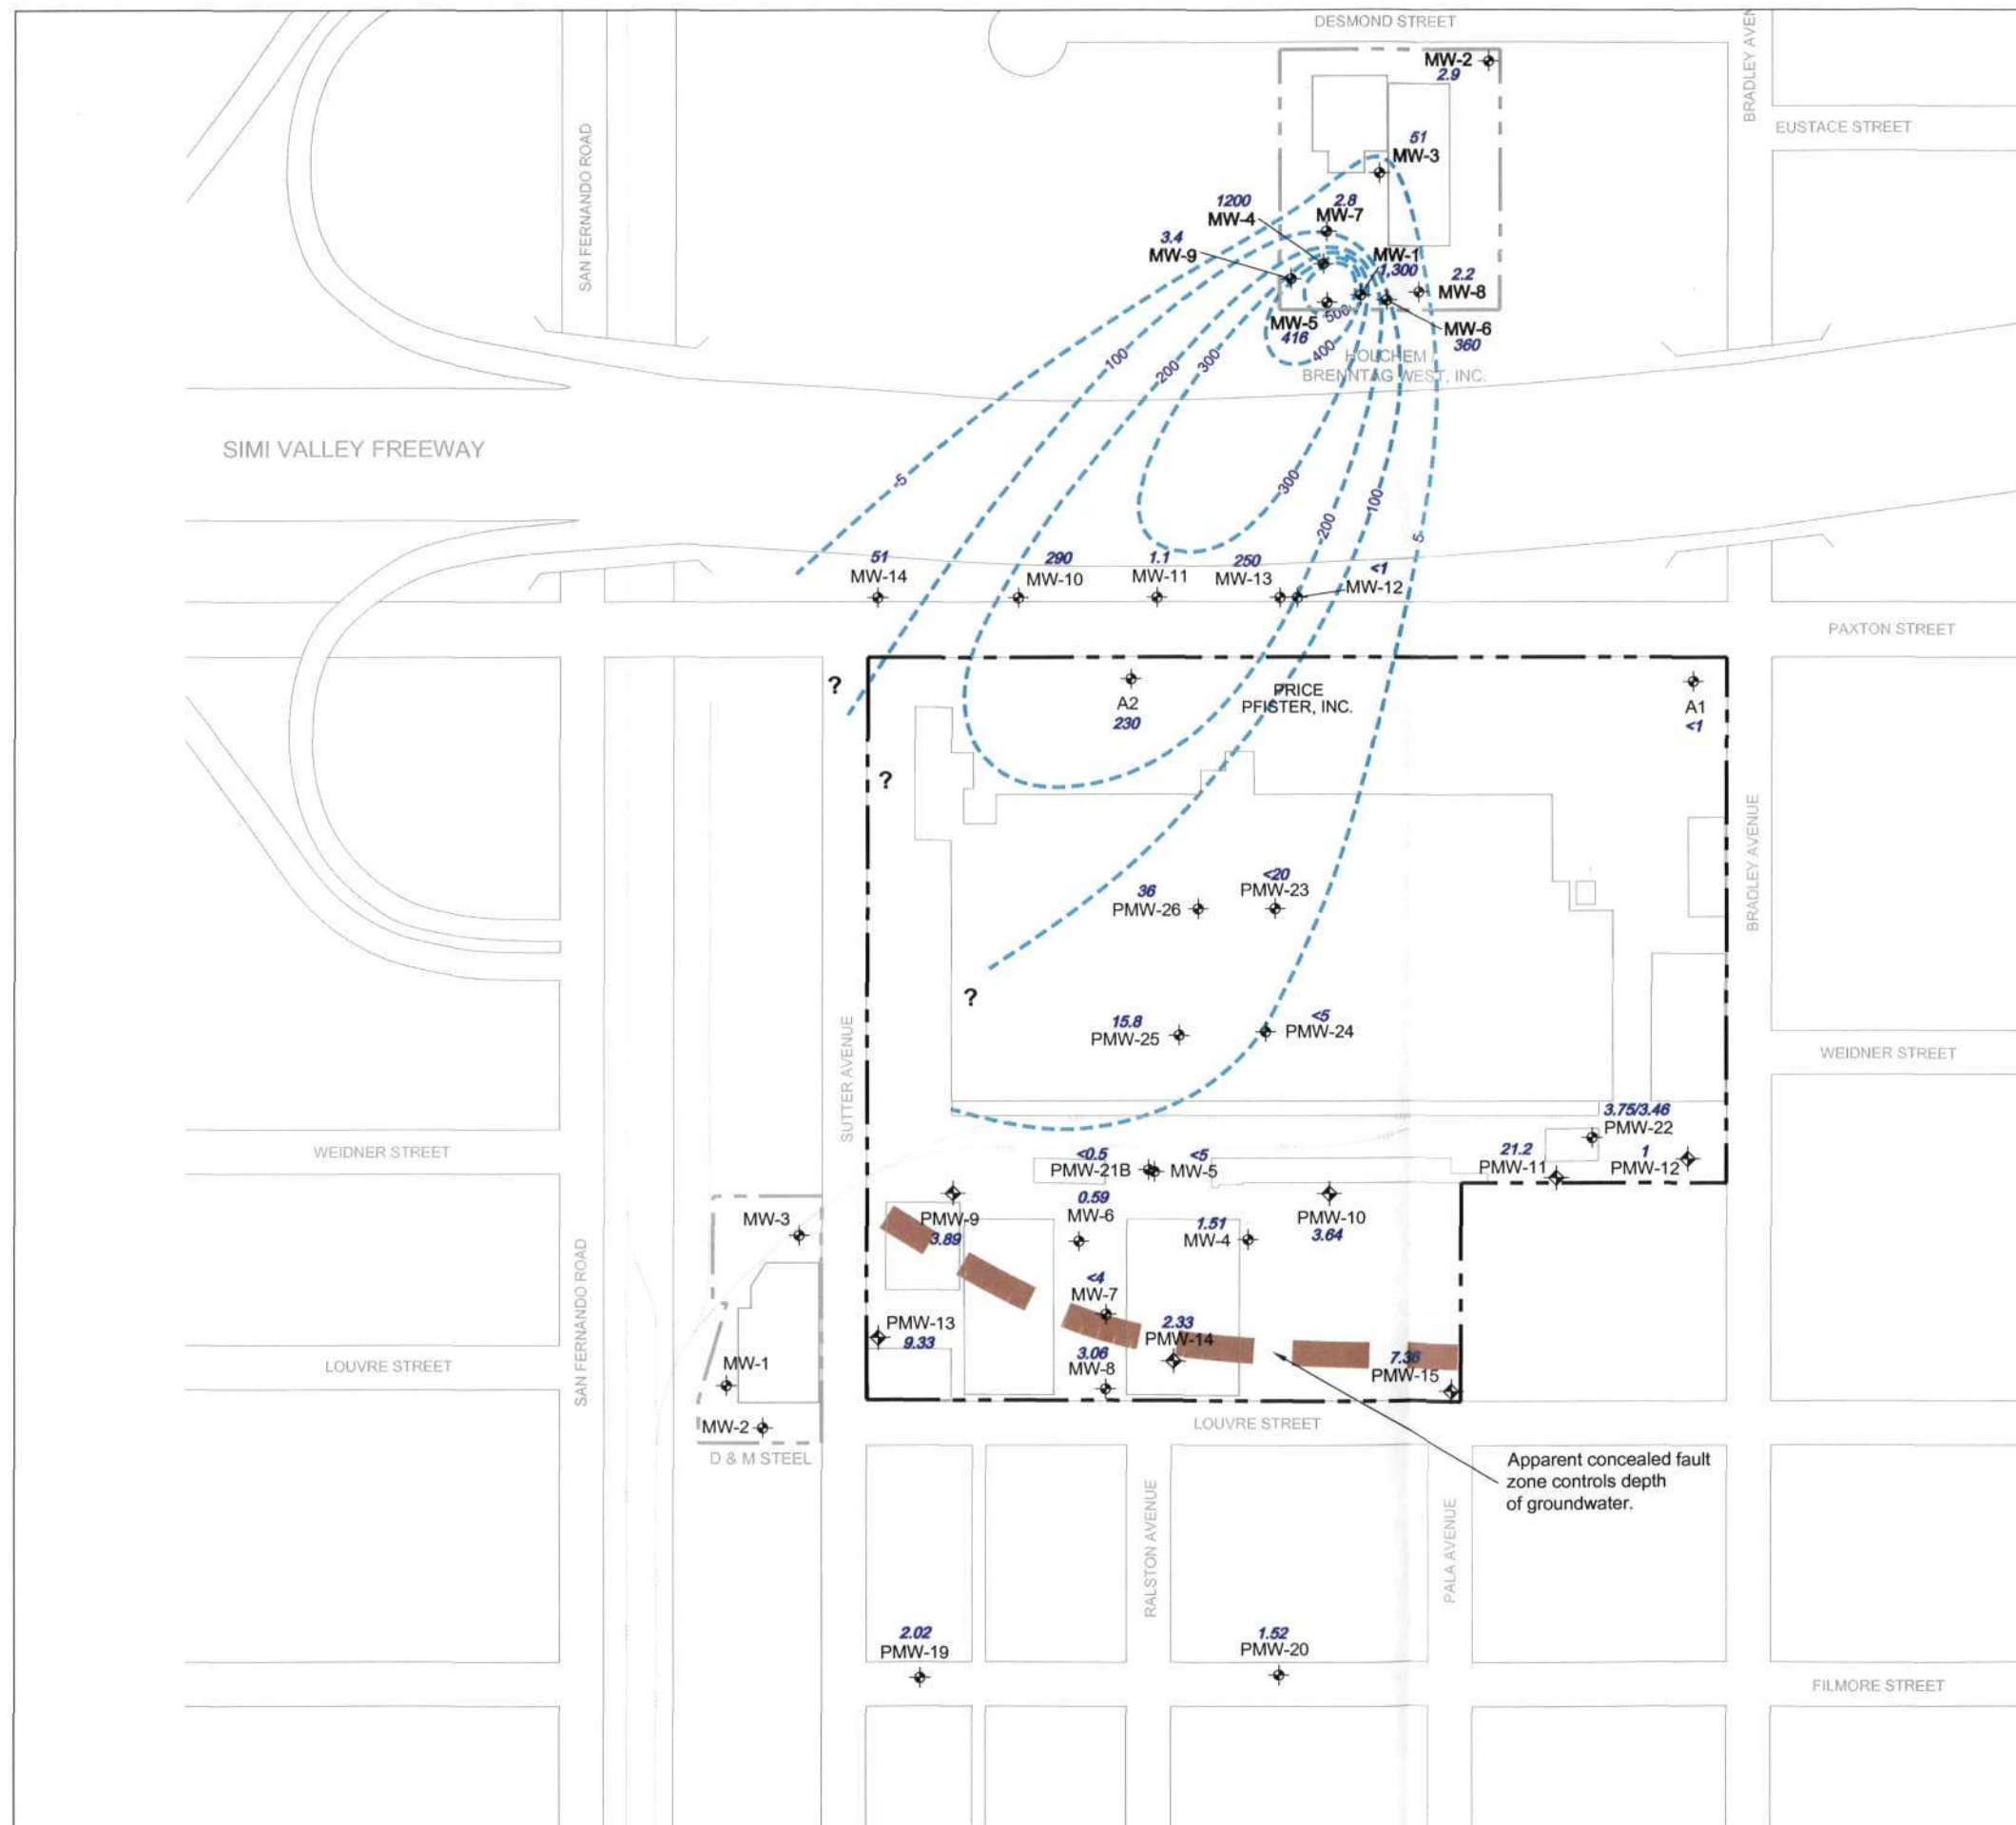 DESMOND STREET
BRADLEY AVEN
MW-2
2.9
EUSTACE STREET
51
MW-3
SAN FERNANDO ROAD
1200
MW-4
2.8
MW-7
3.4
MW-9
MW-1
1,300
2.2
MW-8
MW-5
416
500
MW-6
360
400
HOLCHEM /
BRENNTAG WEST, INC.
100
200
300
SIMI VALLEY FREEWAY
5
300
100
200
5
51
MW-14
290
MW-10
1.1
MW-11
250
MW-13
<1
MW-12
PAXTON STREET
?
A2
230
PRICE
PFISTER, INC.
A1
<1
?
BRADLEY AVENUE
36
PMW-26
<20
PMW-23
?
15.8
PMW-25
<5
PMW-24
SUTTER AVENUE
WEIDNER STREET
WEIDNER STREET
3.75/3.46
PMW-22
<0.5
PMW-21B
<5
MW-5
21.2
PMW-11
1
PMW-12
MW-3
PMW-9
3.89
0.59
MW-6
1.51
MW-4
PMW-10
3.64
SAN FERNANDO ROAD
<4
MW-7
PMW-13
9.33
2.33
PMW-14
LOUVRE STREET
MW-1
3.06
MW-8
7.36
PMW-15
MW-2
LOUVRE STREET
D & M STEEL
Apparent concealed fault
zone controls depth
of groundwater.
RALSTON AVENUE
PALA AVENUE
2.02
PMW-19
1.52
PMW-20
FILMORE STREET